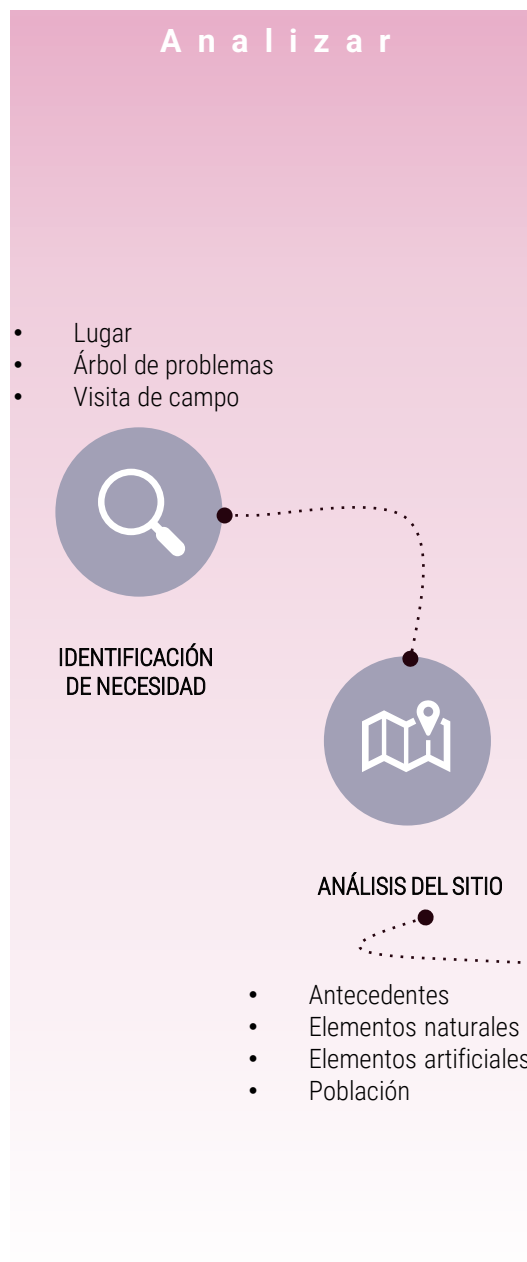 Analizar
• Lugar
• Árbol de problemas
• Visita de campo
IDENTIFICACIÓN
DE NECESIDAD
ANÁLISIS DEL SITIO
• Antecedentes
• Elementos naturales
• Elementos artificiales
• Población